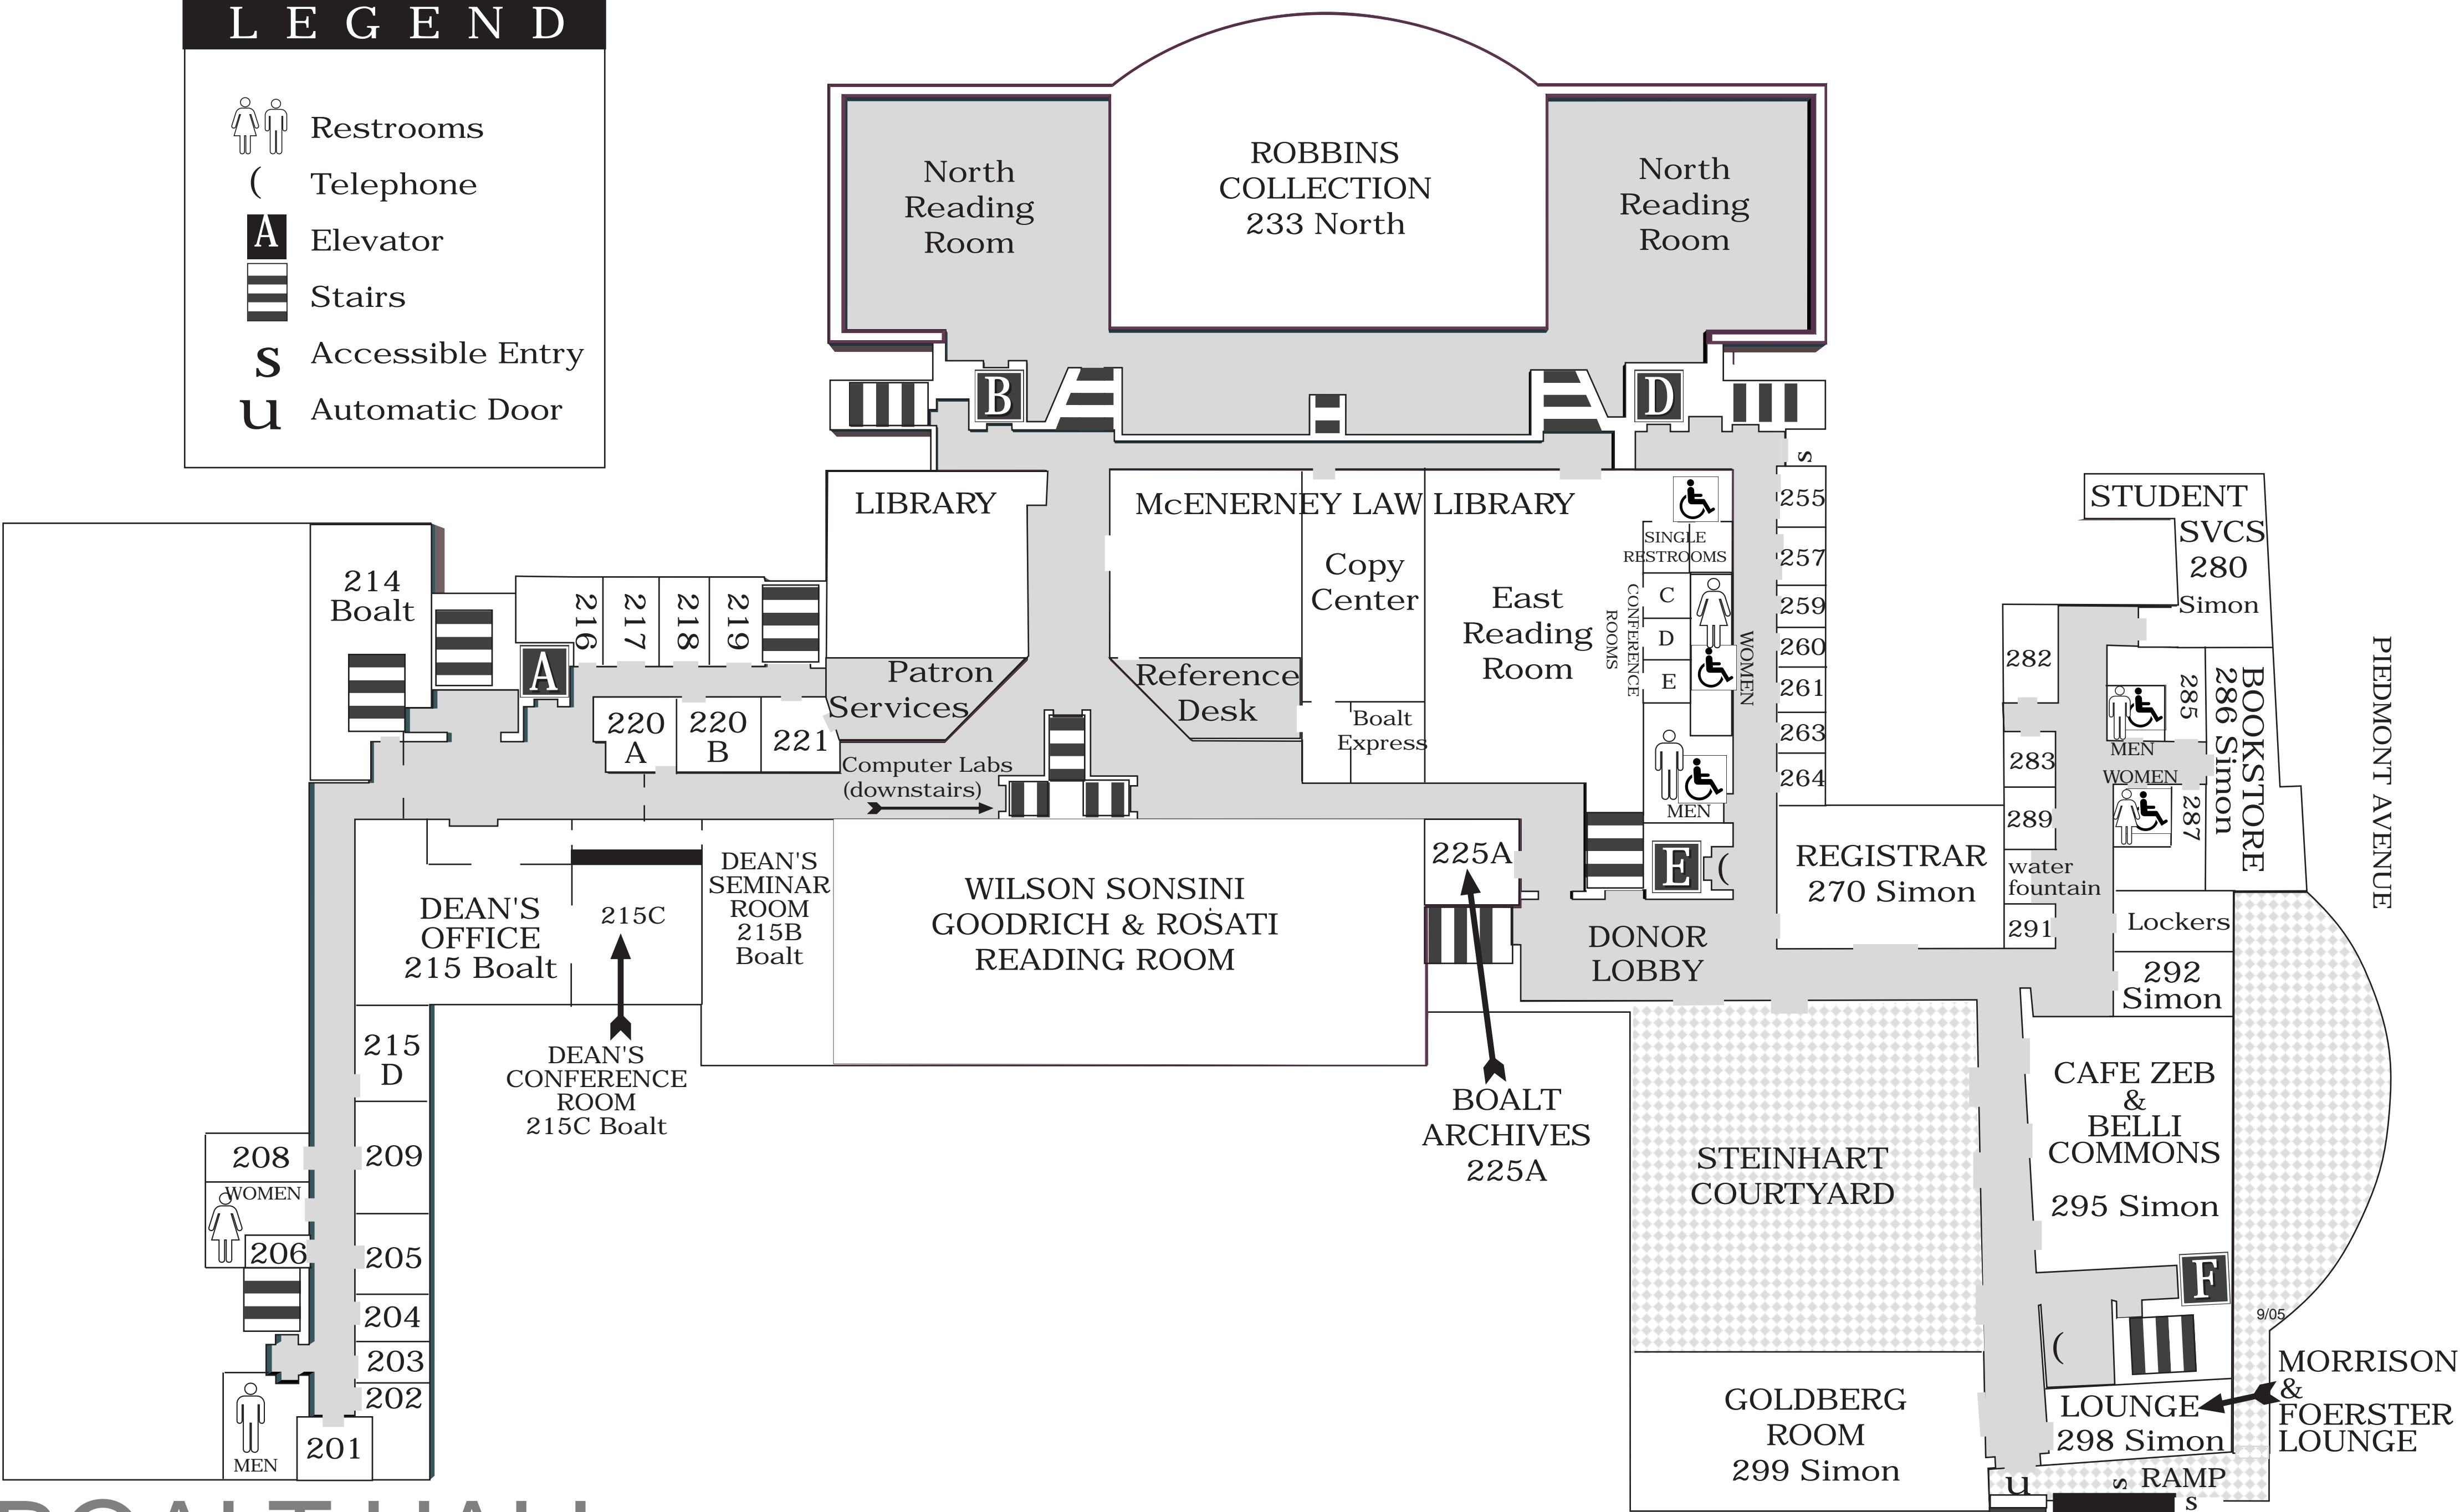 LEGEND
Restrooms
( Telephone
A Elevator
Stairs
s Accessible Entry
u Automatic Door
North
Reading
Room
ROBBINS
COLLECTION
233 North
North
Reading
Room
B
D
s
LIBRARY
McENERNEY LAW LIBRARY
Copy
Center
East
Reading
Room
SINGLE
RESTROOMS
CONFERENCE
ROOMS
C
D
E
WOMEN
MEN
255
257
259
260
261
263
264
214
Boalt
A
216
217
218
219
220
A
220
B
221
Patron
Services
Reference
Desk
Boalt
Express
Computer Labs
(downstairs)
STUDENT
SVCS
280
Simon
282
283
285
MEN
WOMEN
287
289
BOOKSTORE
286 Simon
PIEDMONT AVENUE
water
fountain
291
Lockers
292
Simon
REGISTRAR
270 Simon
E
(
225A
DONOR
LOBBY
WILSON SONSINI
GOODRICH & ROSATI
READING ROOM
DEAN'S
SEMINAR
ROOM
215B
Boalt
DEAN'S
OFFICE
215 Boalt
215C
DEAN'S
CONFERENCE
ROOM
215C Boalt
BOALT
ARCHIVES
225A
215
D
208
209
WOMEN
206
205
204
203
202
201
MEN
STEINHART
COURTYARD
CAFE ZEB
&
BELLI
COMMONS
295 Simon
F
9/05
(
GOLDBERG
ROOM
299 Simon
LOUNGE
298 Simon
MORRISON
&
FOERSTER
LOUNGE
u
s RAMP
s
BOALT HALL